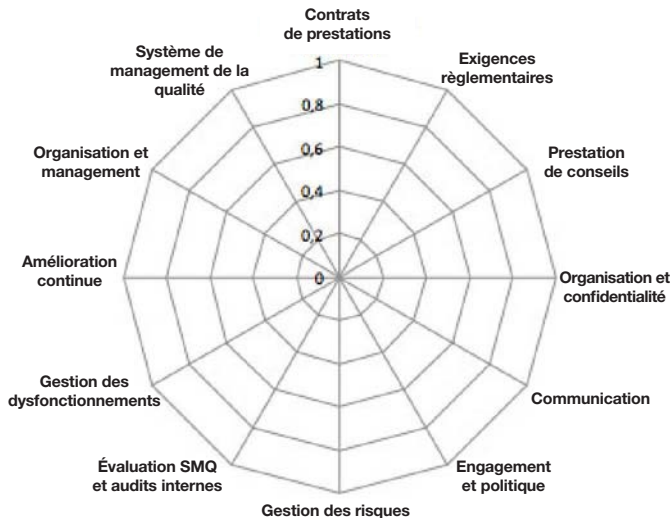 Contrats
de prestations
Système de
management de la
qualité
Exigences
règlementaires
1
0,8
0,6
0,4
0,2
0
Organisation et
management
Prestation
de conseils
Amélioration
continue
Organisation et
confidentialité
Gestion des
dysfonctionnements
Communication
Évaluation SMQ
et audits internes
Engagement
et politique
Gestion des risques